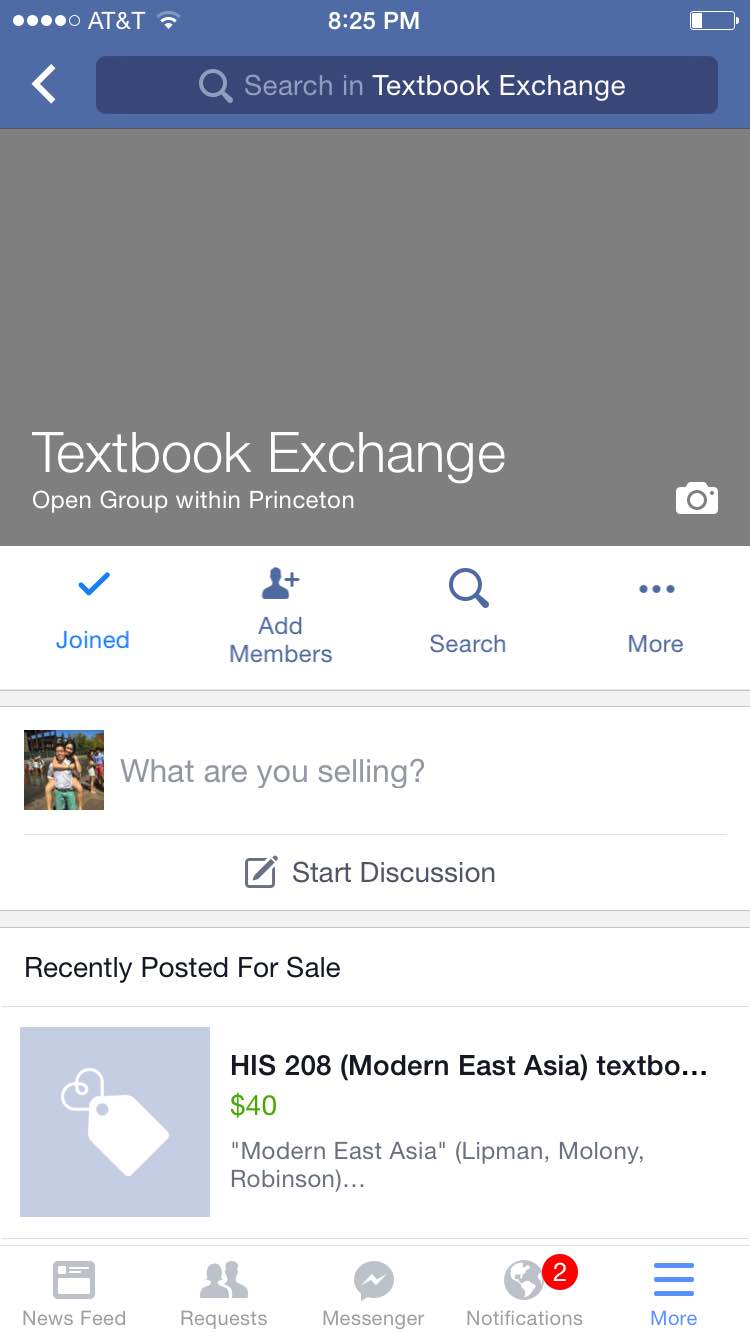 AT&T 8:25 PM
Search in Textbook Exchange
Textbook Exchange
Open Group within Princeton
Joined
Add
Members
Search
More
What are you selling?
Start Discussion
Recently Posted For Sale
HIS 208 (Modern East Asia) textbo...
$40
"Modern East Asia" (Lipman, Molony,
Robinson)...
2
News Feed Requests Messenger Notifications More